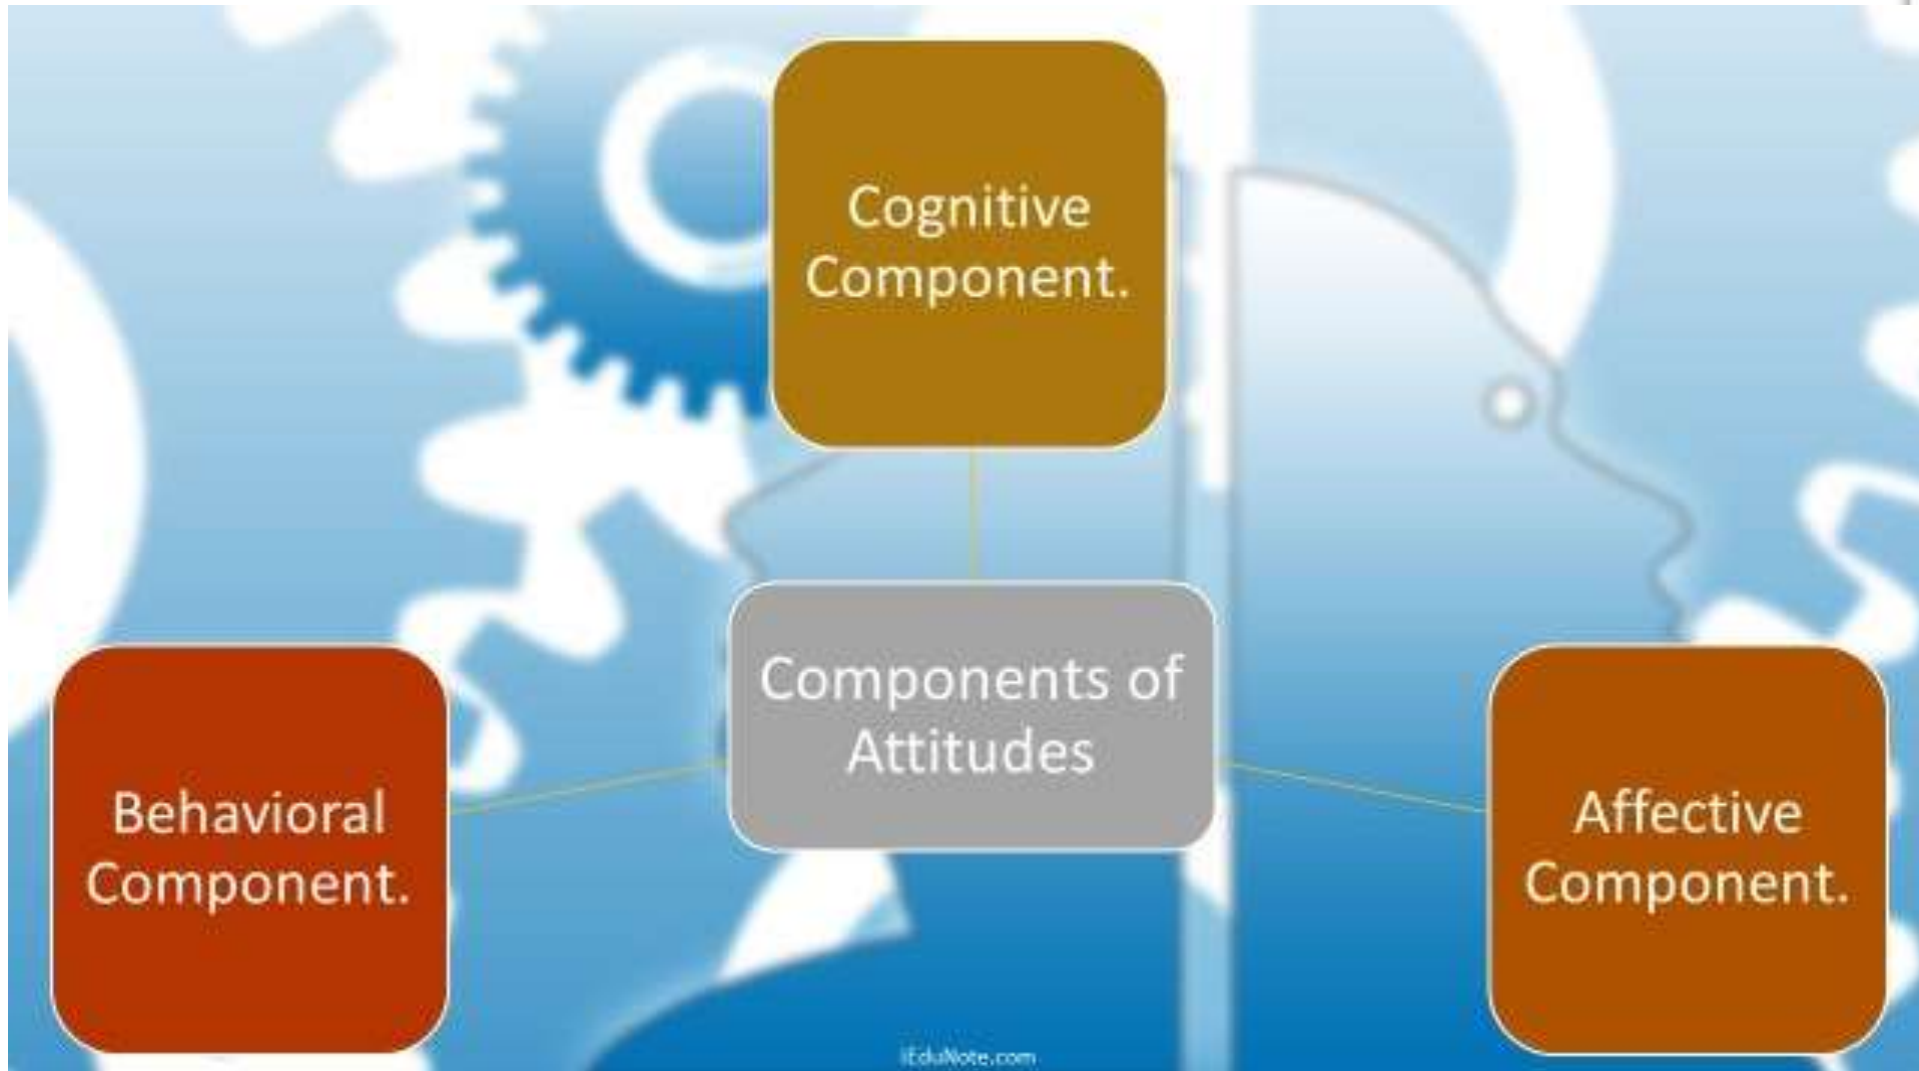 Cognitive
Component.
Components of
Attitudes
Behavioral
Component.
Affective
Component.
iEduNote.com